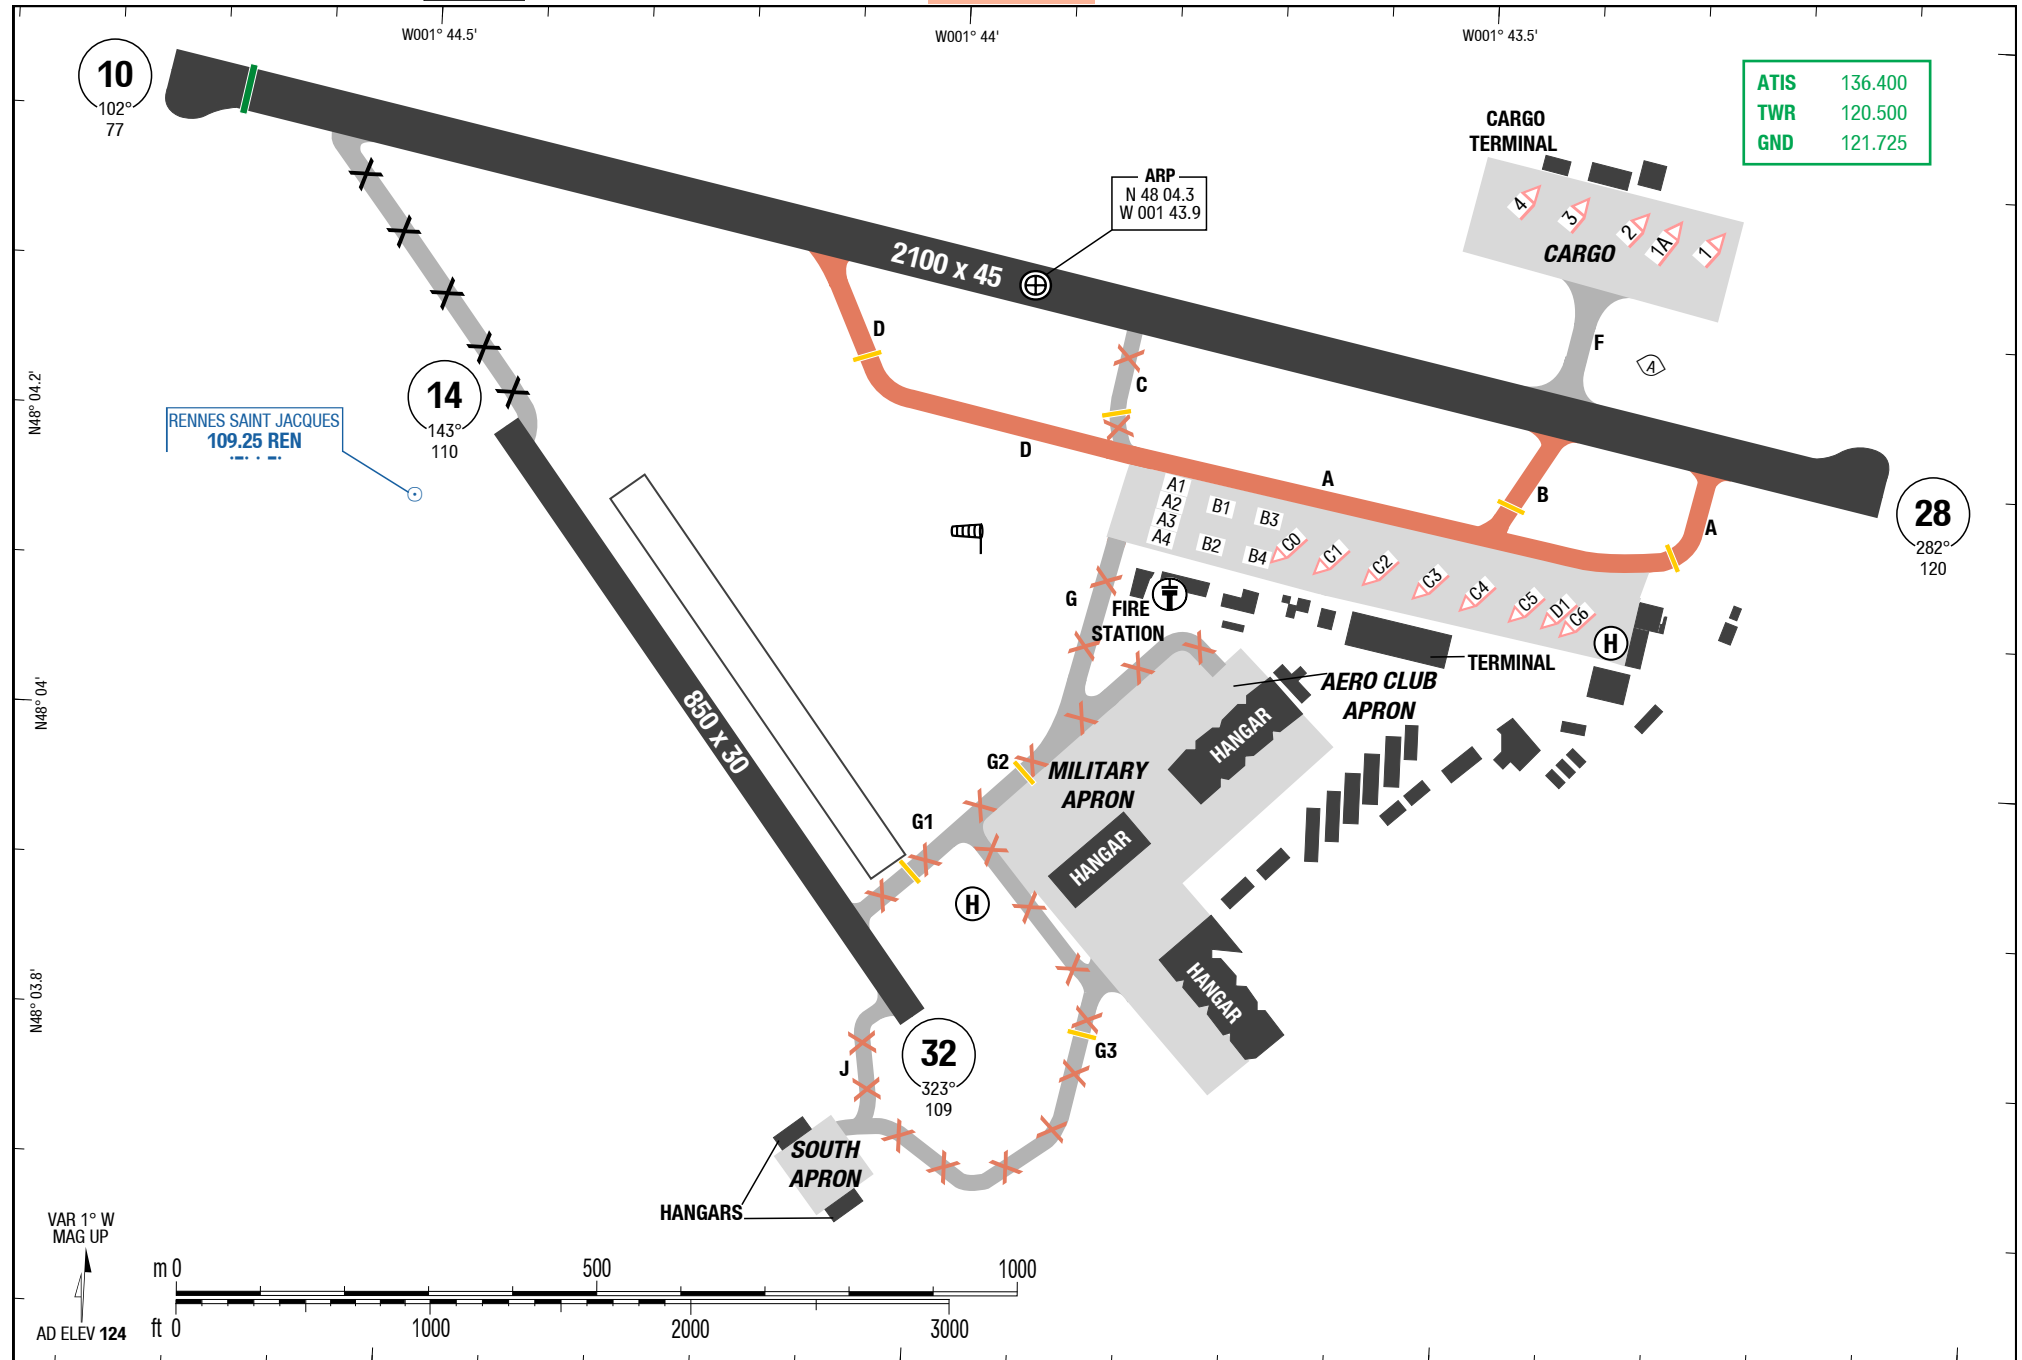 W001° 44.5'
W001° 44'
W001° 43.5'
10
102°
77
ATIS 136.400
TWR 120.500
GND 121.725
CARGO
TERMINAL
4
3
2
1A
1
CARGO
ARP
N 48 04.3
W 001 43.9
2100 x 45
F
A
D
C
N48° 04.2'
14
143°
110
RENNES SAINT JACQUES
109.25 REN
D
A
B
A
28
282°
120
A1
A2
A3
A4
B1
B2
B3
B4
C0
C1
C2
C3
C4
C5
D1
C6
H
G
FIRE
STATION
TERMINAL
AERO CLUB
APRON
N48° 04'
850 x 30
HANGAR
G2
MILITARY
APRON
G1
HANGAR
H
HANGAR
N48° 03.8'
32
323°
109
G3
J
SOUTH
APRON
HANGARS
VAR 1° W
MAG UP
AD ELEV 124
m 0 500 1000
ft 0 1000 2000 3000